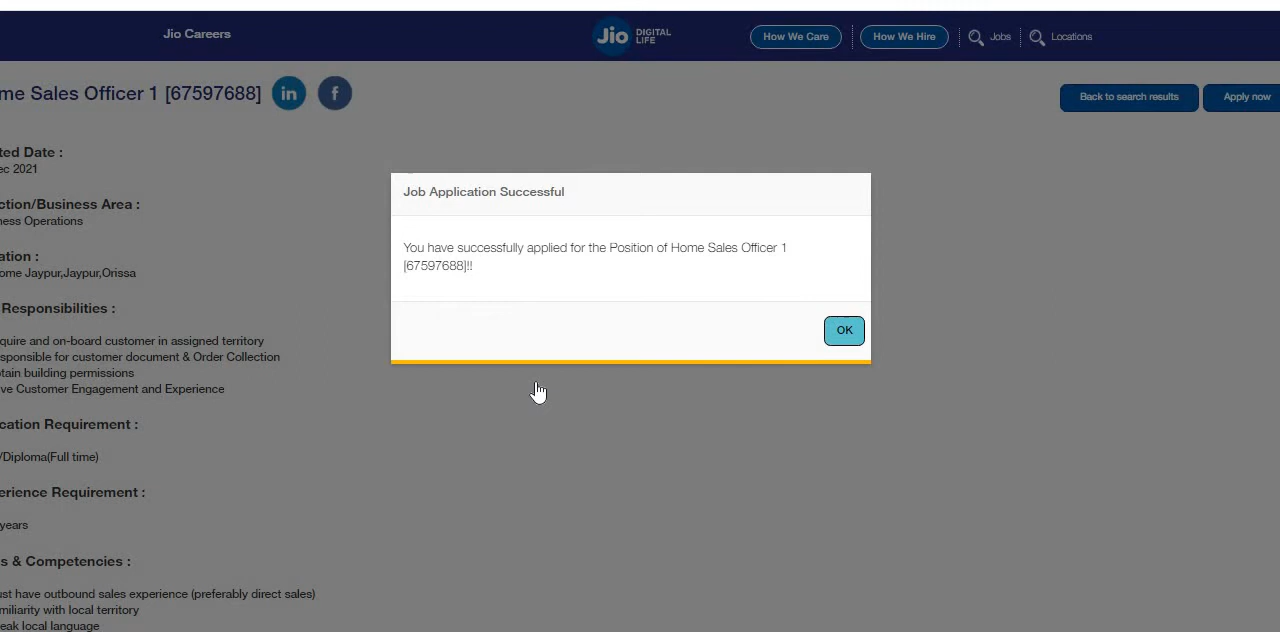 Jio Careers
Jio DIGITAL LIFE
How We Care
How We Hire
Jobs
Locations
me Sales Officer 1 [67597688]
in
f
Back to search results
Apply now
ted Date :
ec 2021
ction/Business Area :
ness Operations
ation :
ome Jaypur,Jaypur,Orissa
Responsibilities :
quire and on-board customer in assigned territory
sponsible for customer document & Order Collection
tain building permissions
ve Customer Engagement and Experience
cation Requirement :
/Diploma(Full time)
erience Requirement :
years
s & Competencies :
ust have outbound sales experience (preferably direct sales)
miliarity with local territory
eak local language
Job Application Successful
You have successfully applied for the Position of Home Sales Officer 1
[67597688]!!
OK